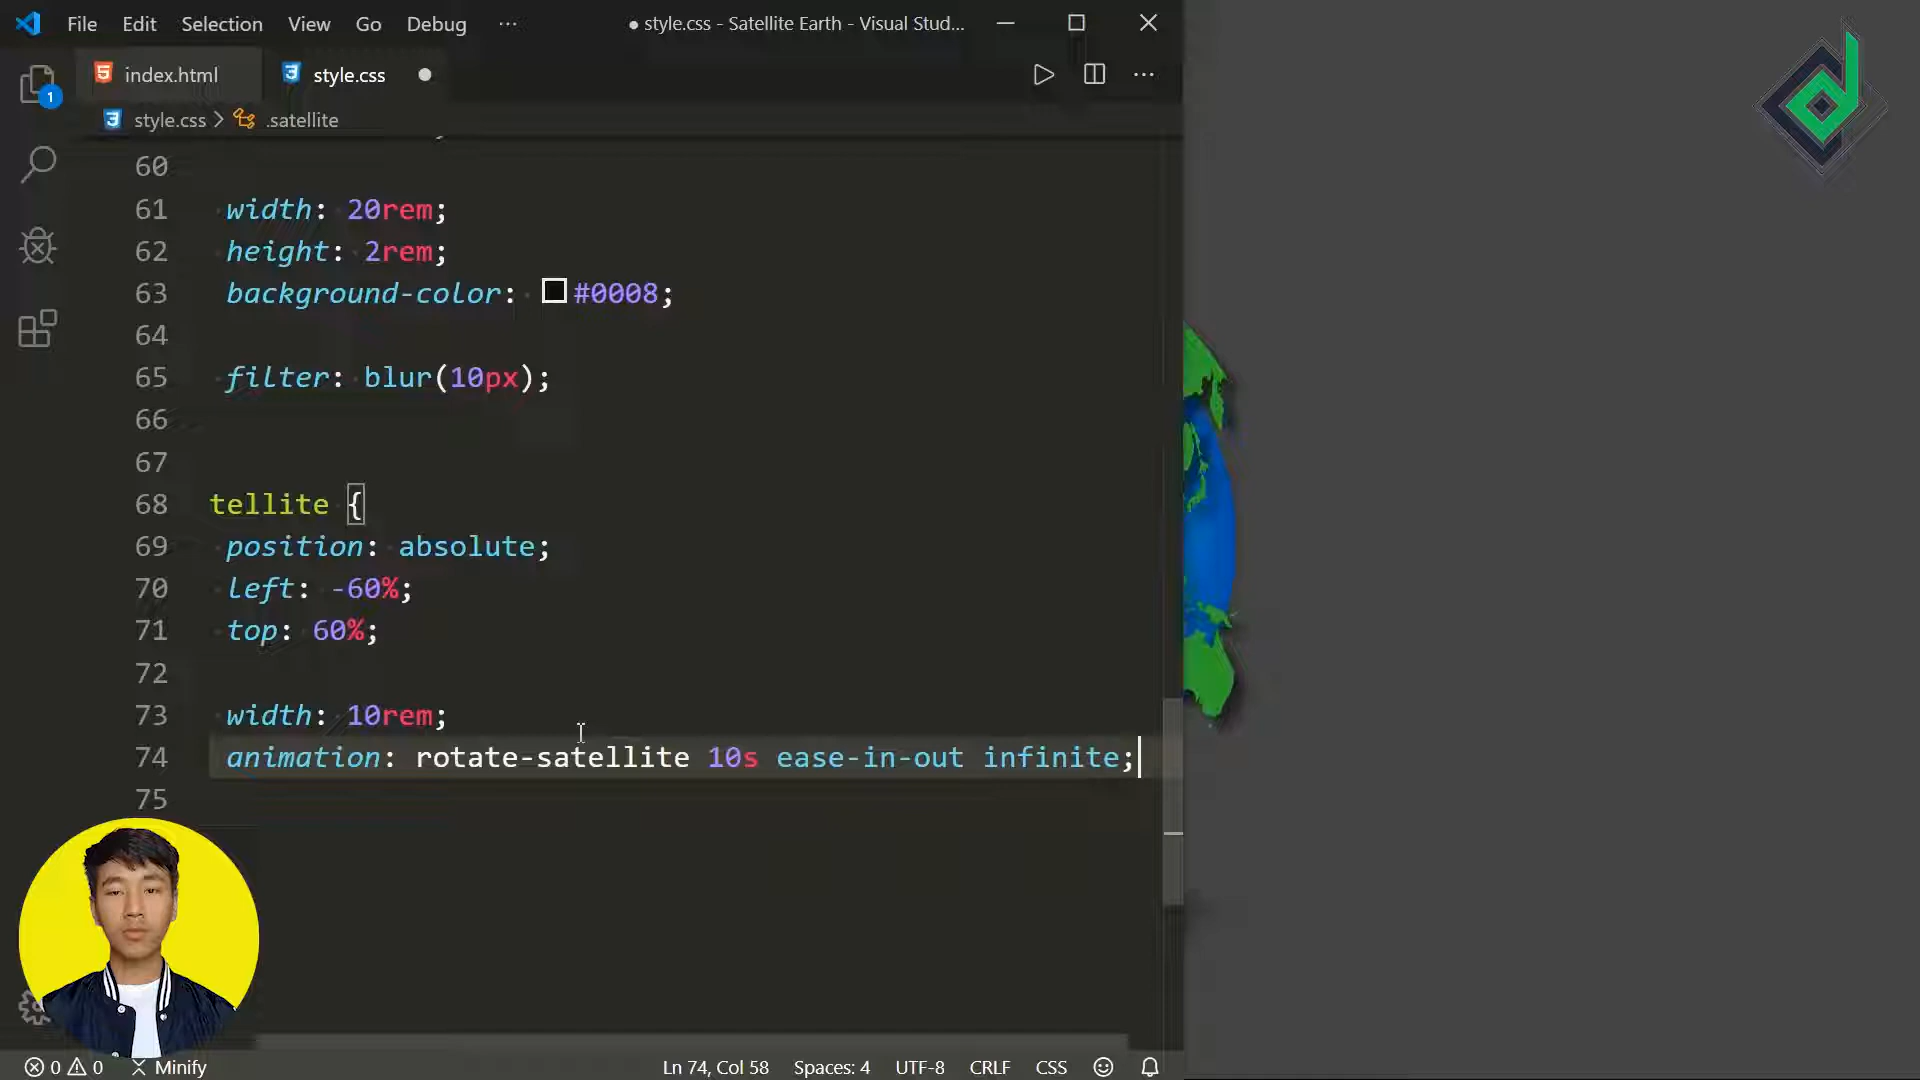 File Edit Selection View Go Debug ··· ● style.css - Satellite Earth - Visual Stud...
index.html style.css
1
style.css > .satellite
60
61 width: 20rem;
62 height: 2rem;
63 background-color: #0008;
64
65 filter: blur(10px);
66
67
68 tellite {
69 position: absolute;
70 left: -60%;
71 top: 60%;
72
73 width: 10rem;
74 animation: rotate-satellite 10s ease-in-out infinite;
75
0 0 Minify Ln 74, Col 58 Spaces: 4 UTF-8 CRLF CSS